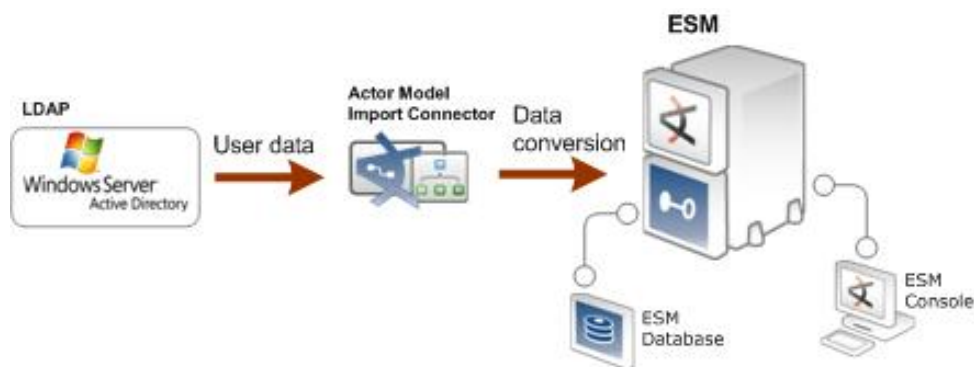 ESM
LDAP
Windows Server
Active Directory
User data
Actor Model
Import Connector
Data
conversion
ESM
Database
ESM
Console